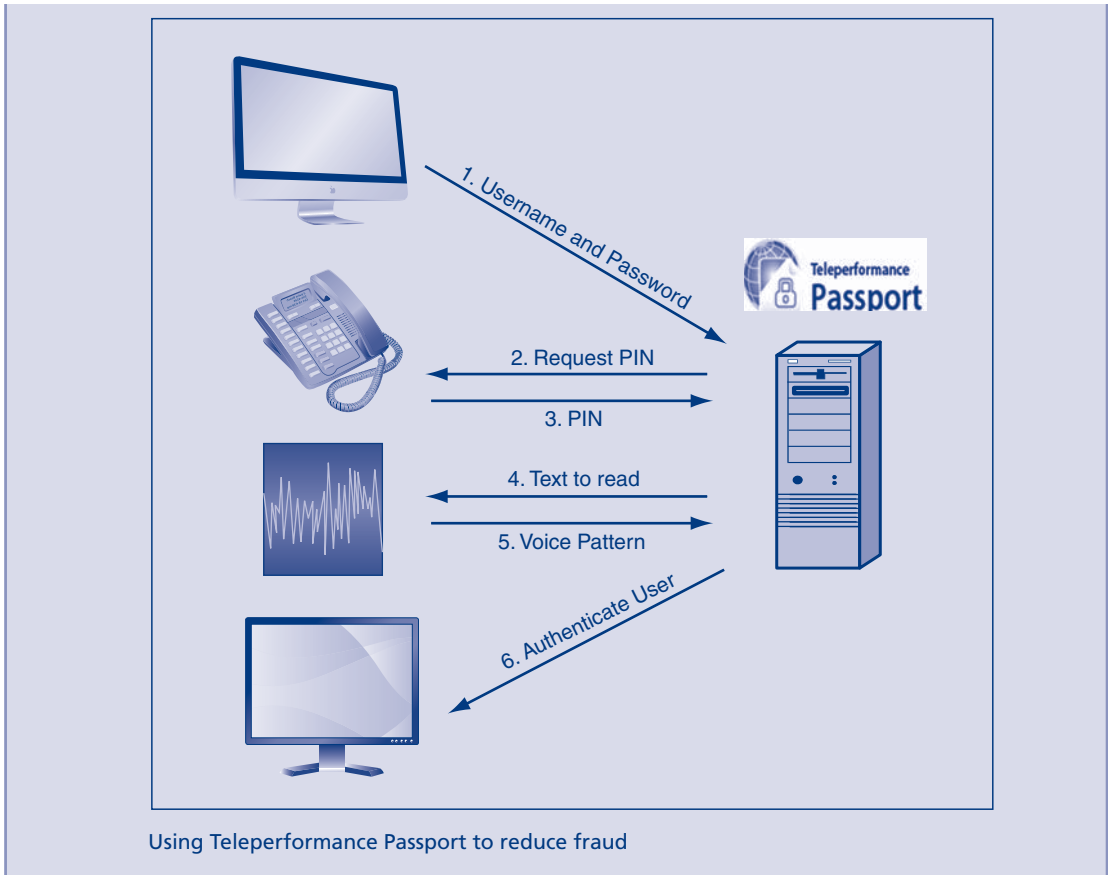 1. Username and Password
Teleperformance
Passport
2. Request PIN
3. PIN
4. Text to read
5. Voice Pattern
6. Authenticate User
Using Teleperformance Passport to reduce fraud